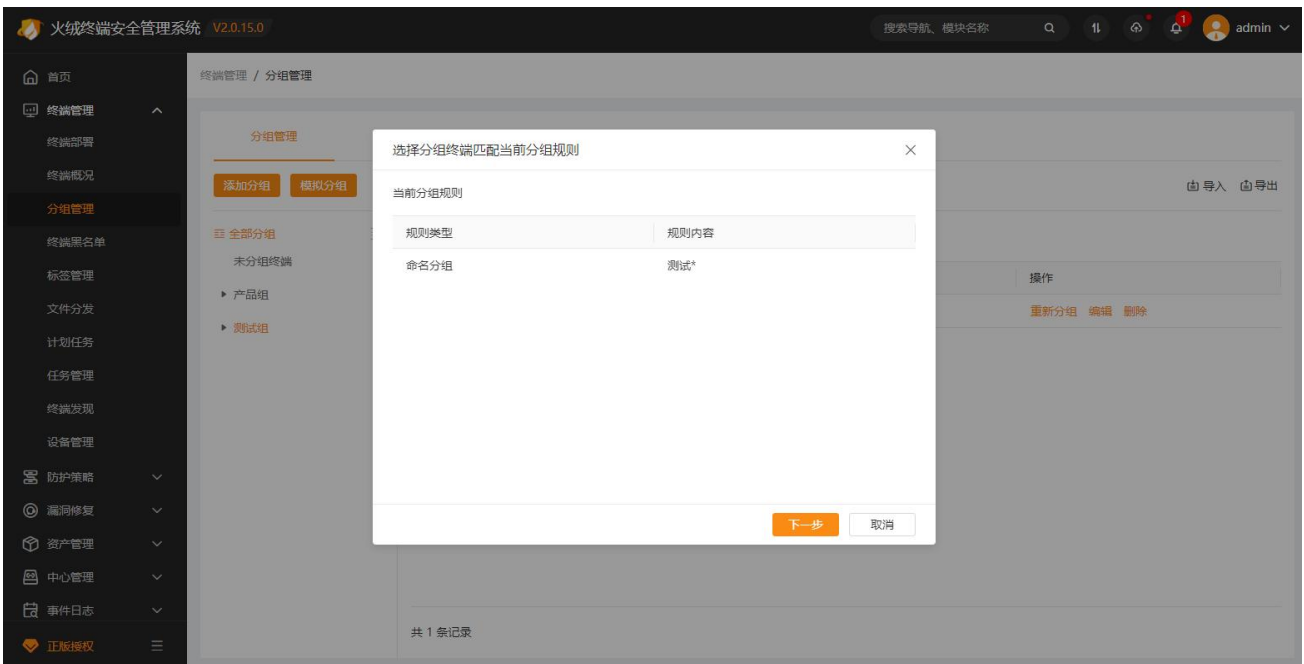 火绒终端安全管理系统 V2.0.15.0
搜索导航、模块名称
1
admin
首页
终端管理
终端部署
终端概况
分组管理
终端黑名单
标签管理
文件分发
计划任务
任务管理
终端发现
设备管理
防护策略
漏洞修复
资产管理
中心管理
事件日志
正版授权
终端管理 / 分组管理
分组管理
添加分组 模拟分组
导入 导出
全部分组
未分组终端
产品组
测试组
操作
重新分组 编辑 删除
共 1 条记录
选择分组终端匹配当前分组规则
当前分组规则
规则类型 规则内容
命名分组 测试*
下一步 取消